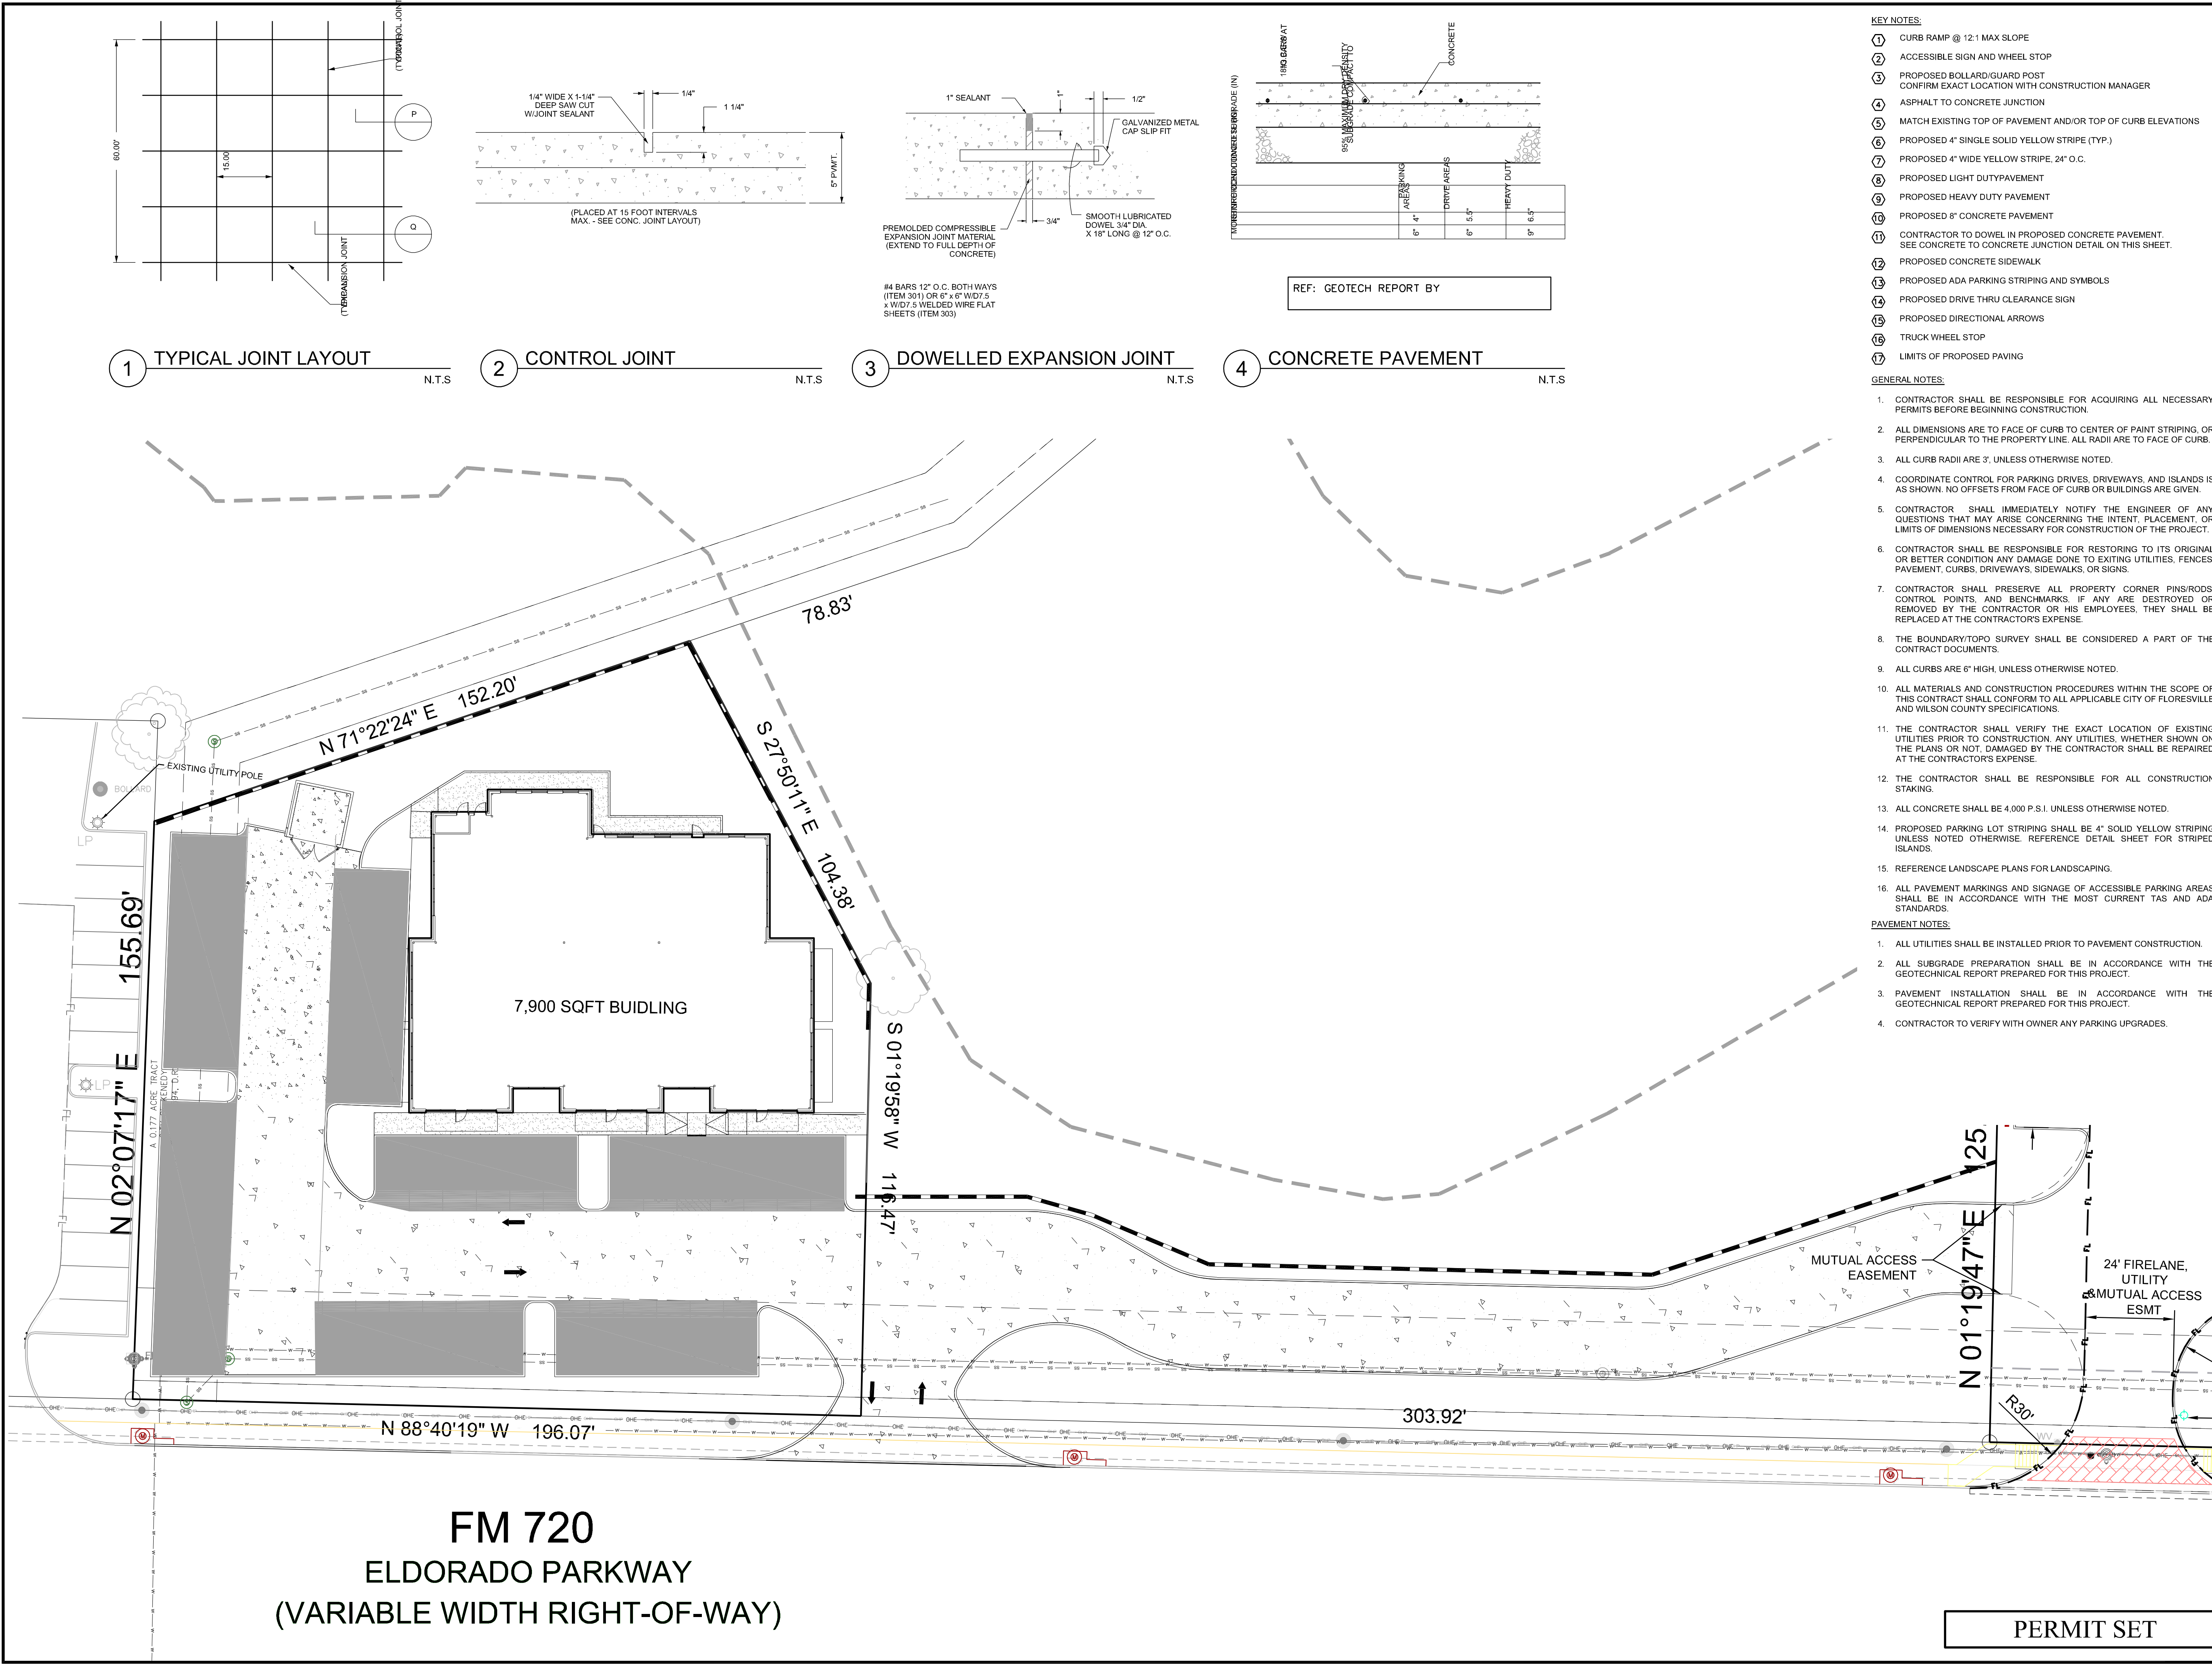 60.00'
15.00
P
Q
1
TYPICAL JOINT LAYOUT
N.T.S
1/4" WIDE X 1-1/4"
DEEP SAW CUT
W/JOINT SEALANT
1/4"
1 1/4"
5" PVM'T.
(PLACED AT 15 FOOT INTERVALS
MAX. - SEE CONC. JOINT LAYOUT)
2
CONTROL JOINT
N.T.S
1" SEALANT
1"
1/2"
GALVANIZED METAL
CAP SLIP FIT
3/4"
PREMOLDED COMPRESSIBLE
EXPANSION JOINT MATERIAL
(EXTEND TO FULL DEPTH OF
CONCRETE)
SMOOTH LUBRICATED
DOWEL 3/4" DIA.
X 18" LONG @ 12" O.C.
#4 BARS 12" O.C. BOTH WAYS
(ITEM 301) OR 6" x 6" W/D7.5
x W/D7.5 WELDED WIRE FLAT
SHEETS (ITEM 303)
3
DOWELLED EXPANSION JOINT
N.T.S
CONCRETE
95% MAXIMUM DRY DENSITY
PARKING
AREAS
DRIVE AREAS
HEAVY DUTY
4"
5.5"
6.5"
6"
6"
9"
REF: GEOTECH REPORT BY
4
CONCRETE PAVEMENT
N.T.S
KEY NOTES:
1 CURB RAMP @ 12:1 MAX SLOPE
2 ACCESSIBLE SIGN AND WHEEL STOP
3 PROPOSED BOLLARD/GUARD POST
CONFIRM EXACT LOCATION WITH CONSTRUCTION MANAGER
4 ASPHALT TO CONCRETE JUNCTION
5 MATCH EXISTING TOP OF PAVEMENT AND/OR TOP OF CURB ELEVATIONS
6 PROPOSED 4" SINGLE SOLID YELLOW STRIPE (TYP.)
7 PROPOSED 4" WIDE YELLOW STRIPE, 24" O.C.
8 PROPOSED LIGHT DUTYPAVEMENT
9 PROPOSED HEAVY DUTY PAVEMENT
10 PROPOSED 8" CONCRETE PAVEMENT
11 CONTRACTOR TO DOWEL IN PROPOSED CONCRETE PAVEMENT.
SEE CONCRETE TO CONCRETE JUNCTION DETAIL ON THIS SHEET.
12 PROPOSED CONCRETE SIDEWALK
13 PROPOSED ADA PARKING STRIPING AND SYMBOLS
14 PROPOSED DRIVE THRU CLEARANCE SIGN
15 PROPOSED DIRECTIONAL ARROWS
16 TRUCK WHEEL STOP
17 LIMITS OF PROPOSED PAVING
GENERAL NOTES:
1. CONTRACTOR SHALL BE RESPONSIBLE FOR ACQUIRING ALL NECESSARY
PERMITS BEFORE BEGINNING CONSTRUCTION.
2. ALL DIMENSIONS ARE TO FACE OF CURB TO CENTER OF PAINT STRIPING, OR
PERPENDICULAR TO THE PROPERTY LINE. ALL RADII ARE TO FACE OF CURB.
3. ALL CURB RADII ARE 3', UNLESS OTHERWISE NOTED.
4. COORDINATE CONTROL FOR PARKING DRIVES, DRIVEWAYS, AND ISLANDS IS
AS SHOWN. NO OFFSETS FROM FACE OF CURB OR BUILDINGS ARE GIVEN.
5. CONTRACTOR SHALL IMMEDIATELY NOTIFY THE ENGINEER OF ANY
QUESTIONS THAT MAY ARISE CONCERNING THE INTENT, PLACEMENT, OR
LIMITS OF DIMENSIONS NECESSARY FOR CONSTRUCTION OF THE PROJECT.
6. CONTRACTOR SHALL BE RESPONSIBLE FOR RESTORING TO ITS ORIGINAL
OR BETTER CONDITION ANY DAMAGE DONE TO EXITING UTILITIES, FENCES
PAVEMENT, CURBS, DRIVEWAYS, SIDEWALKS, OR SIGNS.
7. CONTRACTOR SHALL PRESERVE ALL PROPERTY CORNER PINS/RODS
CONTROL POINTS, AND BENCHMARKS. IF ANY ARE DESTROYED OR
REMOVED BY THE CONTRACTOR OR HIS EMPLOYEES, THEY SHALL BE
REPLACED AT THE CONTRACTOR'S EXPENSE.
8. THE BOUNDARY/TOPO SURVEY SHALL BE CONSIDERED A PART OF THE
CONTRACT DOCUMENTS.
9. ALL CURBS ARE 6" HIGH, UNLESS OTHERWISE NOTED.
10. ALL MATERIALS AND CONSTRUCTION PROCEDURES WITHIN THE SCOPE OF
THIS CONTRACT SHALL CONFORM TO ALL APPLICABLE CITY OF FLORESVILLE
AND WILSON COUNTY SPECIFICATIONS.
11. THE CONTRACTOR SHALL VERIFY THE EXACT LOCATION OF EXISTING
UTILITIES PRIOR TO CONSTRUCTION. ANY UTILITIES, WHETHER SHOWN ON
THE PLANS OR NOT, DAMAGED BY THE CONTRACTOR SHALL BE REPAIRED
AT THE CONTRACTOR'S EXPENSE.
12. THE CONTRACTOR SHALL BE RESPONSIBLE FOR ALL CONSTRUCTION
STAKING.
13. ALL CONCRETE SHALL BE 4,000 P.S.I. UNLESS OTHERWISE NOTED.
14. PROPOSED PARKING LOT STRIPING SHALL BE 4" SOLID YELLOW STRIPING
UNLESS NOTED OTHERWISE. REFERENCE DETAIL SHEET FOR STRIPED
ISLANDS.
15. REFERENCE LANDSCAPE PLANS FOR LANDSCAPING.
16. ALL PAVEMENT MARKINGS AND SIGNAGE OF ACCESSIBLE PARKING AREAS
SHALL BE IN ACCORDANCE WITH THE MOST CURRENT TAS AND ADA
STANDARDS.
PAVEMENT NOTES:
1. ALL UTILITIES SHALL BE INSTALLED PRIOR TO PAVEMENT CONSTRUCTION.
2. ALL SUBGRADE PREPARATION SHALL BE IN ACCORDANCE WITH THE
GEOTECHNICAL REPORT PREPARED FOR THIS PROJECT.
3. PAVEMENT INSTALLATION SHALL BE IN ACCORDANCE WITH THE
GEOTECHNICAL REPORT PREPARED FOR THIS PROJECT.
4. CONTRACTOR TO VERIFY WITH OWNER ANY PARKING UPGRADES.
78.83'
N 71°22'24" E 152.20'
S 27°50'11" E 104.38'
EXISTING UTILITY POLE
BOLLARD
LP
N 02°07'17" E 155.69'
A 0.177 ACRE TRACT
KENEDY
LP
7,900 SQFT BUIDLING
S 01°19'58" W 116.47'
N 01°19'47" E 125
MUTUAL ACCESS
EASEMENT
24' FIRELANE,
UTILITY
&MUTUAL ACCESS
ESMT
R30'
WV
303.92'
N 88°40'19" W 196.07'
FM 720
ELDORADO PARKWAY
(VARIABLE WIDTH RIGHT-OF-WAY)
PERMIT SET